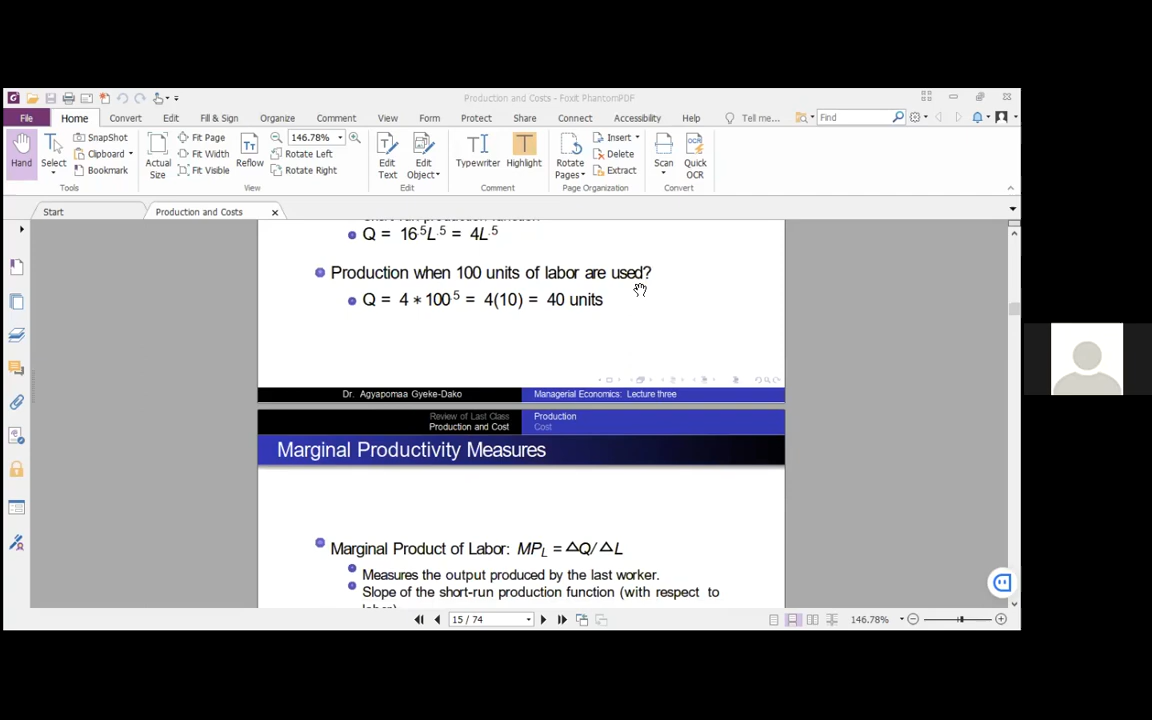 Production and Costs - Foxit PhantomPDF
File Home Convert Edit Fill & Sign Organize Comment View Form Protect Share Connect Accessibility Help Tell me... Find
Hand
Select
SnapShot
Clipboard
Bookmark
Tools
Actual Size
Fit Page
Fit Width
Fit Visible
Reflow
146.78%
Rotate Left
Rotate Right
View
Edit Text
Edit Object
Edit
Typewriter
Highlight
Comment
Rotate Pages
Insert
Delete
Extract
Page Organization
Scan
Quick OCR
Convert
Start Production and Costs
Short-run production function
Q = 16^.5L^.5 = 4L^.5
Production when 100 units of labor are used?
Q = 4 ∗ 100^.5 = 4(10) = 40 units
Dr. Agyapomaa Gyeke-Dako Managerial Economics: Lecture three
Review of Last Class Production
Production and Cost Cost
Marginal Productivity Measures
Marginal Product of Labor: MP_L = △Q/△L
Measures the output produced by the last worker.
Slope of the short-run production function (with respect to
labor)
15 / 74 146.78%